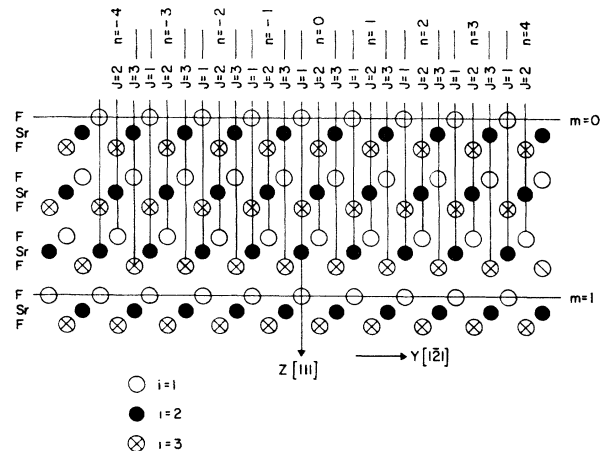 n=-4 n=-3 n=-2 n=-1 n=0 n=1 n=2 n=3 n=4
J=2 J=3 J=1 J=2 J=3 J=1 J=2 J=3 J=1 J=2 J=3 J=1 J=2 J=3 J=1 J=2 J=3 J=1 J=2 J=3 J=1 J=2 J=3 J=1 J=2
F m=0
Sr
F
F
Sr
F
F
Sr
F
F m=1
Sr
F
Z [111] Y[11̄21]
i=1
i=2
i=3